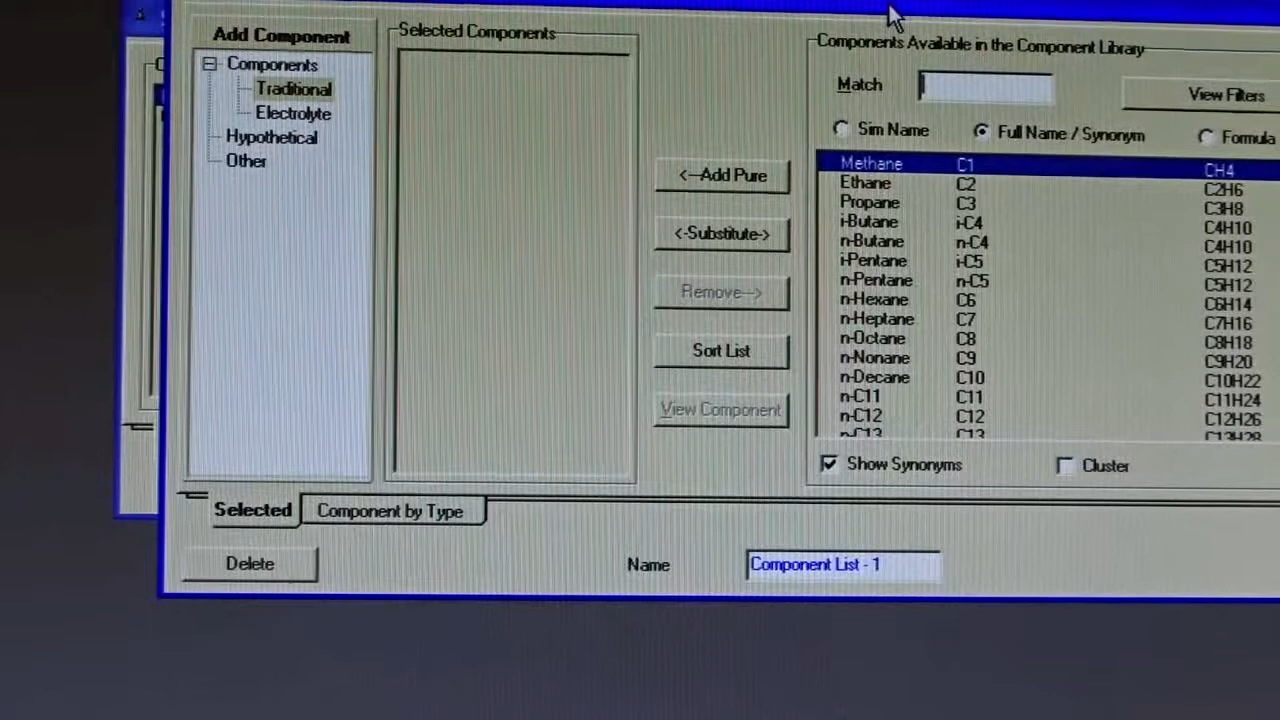 Add Component
Components
Traditional
Electrolyte
Hypothetical
Other
Selected Components
<--Add Pure
<-Substitute->
Remove-->
Sort List
View Component
Components Available in the Component Library
Match
View Filters
Sim Name
Full Name / Synonym
Formula
Methane C1 CH4
Ethane C2 C2H6
Propane C3 C3H8
i-Butane i-C4 C4H10
n-Butane n-C4 C4H10
i-Pentane i-C5 C5H12
n-Pentane n-C5 C5H12
n-Hexane C6 C6H14
n-Heptane C7 C7H16
n-Octane C8 C8H18
n-Nonane C9 C9H20
n-Decane C10 C10H22
n-C11 C11 C11H24
n-C12 C12 C12H26
n-C13 C13 C13H28
Show Synonyms
Cluster
Selected
Component by Type
Delete
Name
Component List - 1